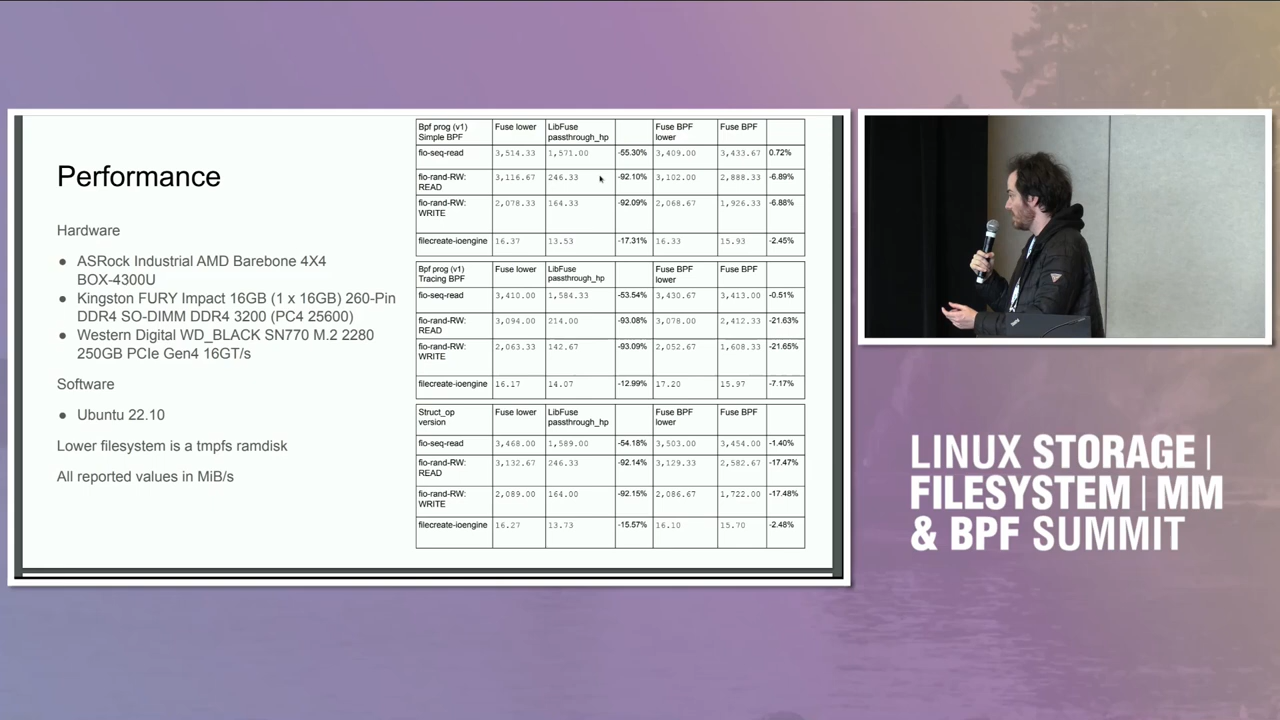 Performance
Hardware
● ASRock Industrial AMD Barebone 4X4
BOX-4300U
● Kingston FURY Impact 16GB (1 x 16GB) 260-Pin
DDR4 SO-DIMM DDR4 3200 (PC4 25600)
● Western Digital WD_BLACK SN770 M.2 2280
250GB PCIe Gen4 16GT/s
Software
● Ubuntu 22.10
Lower filesystem is a tmpfs ramdisk
All reported values in MiB/s
Bpf prog (v1) Fuse lower LibFuse Fuse BPF Fuse BPF
Simple BPF passthrough_hp lower
fio-seq-read 3,514.33 1,571.00 -55.30% 3,409.00 3,433.67 0.72%
fio-rand-RW: 3,116.67 246.33 -92.10% 3,102.00 2,888.33 -6.89%
READ
fio-rand-RW: 2,078.33 164.33 -92.09% 2,068.67 1,926.33 -6.88%
WRITE
filecreate-ioengine 16.37 13.53 -17.31% 16.33 15.93 -2.45%
Bpf prog (v1) Fuse lower LibFuse Fuse BPF Fuse BPF
Tracing BPF passthrough_hp lower
fio-seq-read 3,410.00 1,584.33 -53.54% 3,430.67 3,413.00 -0.51%
fio-rand-RW: 3,094.00 214.00 -93.08% 3,078.00 2,412.33 -21.63%
READ
fio-rand-RW: 2,063.33 142.67 -93.09% 2,052.67 1,608.33 -21.65%
WRITE
filecreate-ioengine 16.17 14.07 -12.99% 17.20 15.97 -7.17%
Struct_op Fuse lower LibFuse Fuse BPF Fuse BPF
version passthrough_hp lower
fio-seq-read 3,468.00 1,589.00 -54.18% 3,503.00 3,454.00 -1.40%
fio-rand-RW: 3,132.67 246.33 -92.14% 3,129.33 2,582.67 -17.47%
READ
fio-rand-RW: 2,089.00 164.00 -92.15% 2,086.67 1,722.00 -17.48%
WRITE
filecreate-ioengine 16.27 13.73 -15.57% 16.10 15.70 -2.48%
LINUX STORAGE|
FILESYSTEM|MM
& BPF SUMMIT